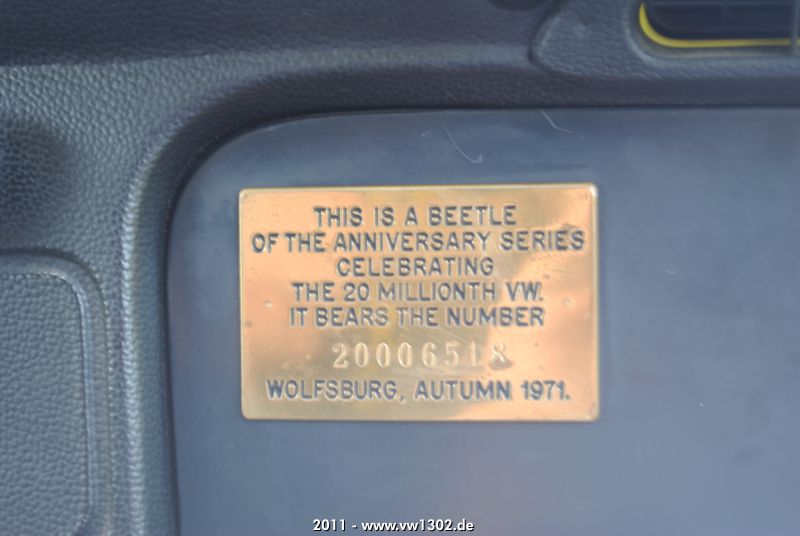 THIS IS A BEETLE
OF THE ANNIVERSARY SERIES
CELEBRATING
THE 20 MILLIONTH VW.
IT BEARS THE NUMBER
20006518
WOLFSBURG, AUTUMN 1971.
2011 - www.vw1302.de